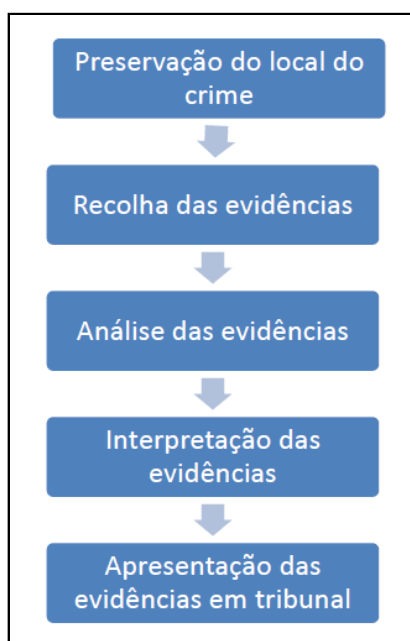 Preservação do local do
crime
Recolha das evidências
Análise das evidências
Interpretação das
evidências
Apresentação das
evidências em tribunal